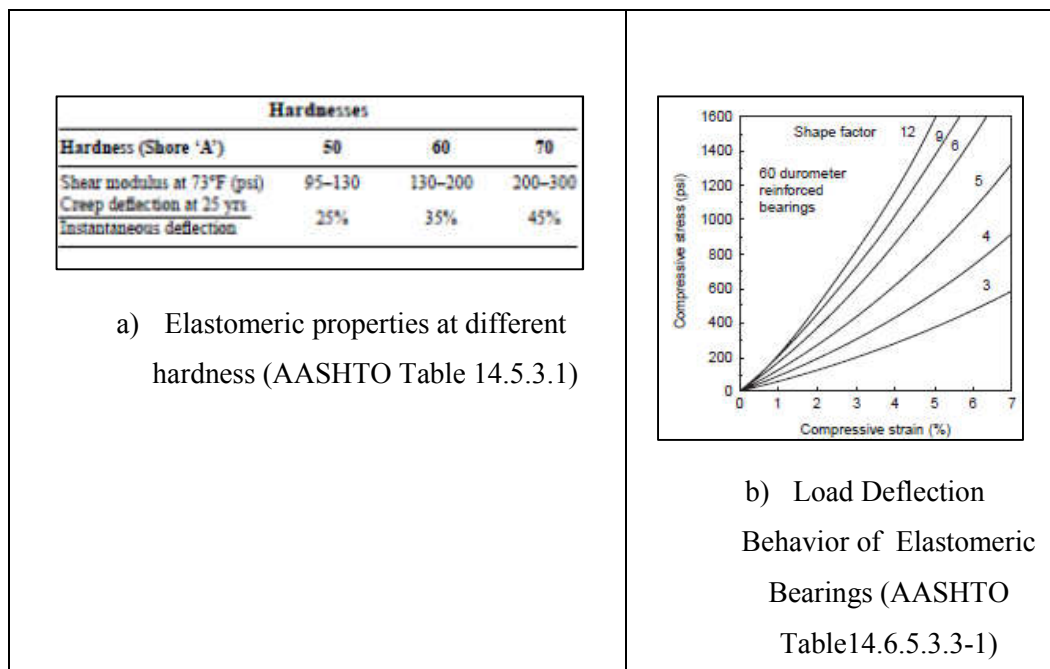 Hardnesses
Hardness (Shore ‘A’) 50 60 70
Shear modulus at 73°F (psi) 95–130 130–200 200–300
Creep deflection at 25 yrs
Instantaneous deflection 25% 35% 45%
a) Elastomeric properties at different
hardness (AASHTO Table 14.5.3.1)
1600
1400
1200
1000
800
600
400
200
0
Compressive stress (psi)
Shape factor 12 9 6
60 durometer
reinforced
bearings
5
4
3
0 1 2 3 4 5 6 7
Compressive strain (%)
b) Load Deflection
Behavior of Elastomeric
Bearings (AASHTO
Table14.6.5.3.3-1)